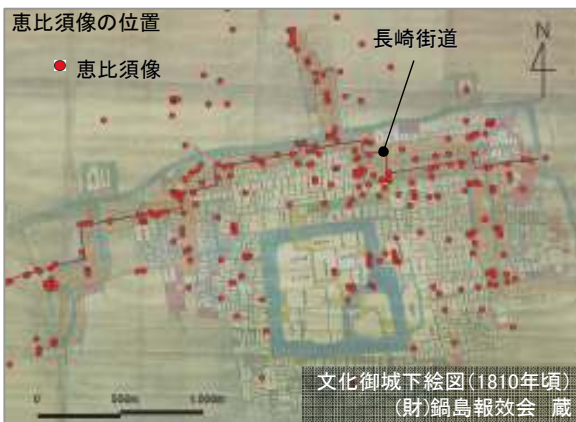 恵比須像の位置
恵比須像
長崎街道
N
0 500m 1,000m
文化御城下絵図(1810年頃)
(財)鍋島報效会 蔵